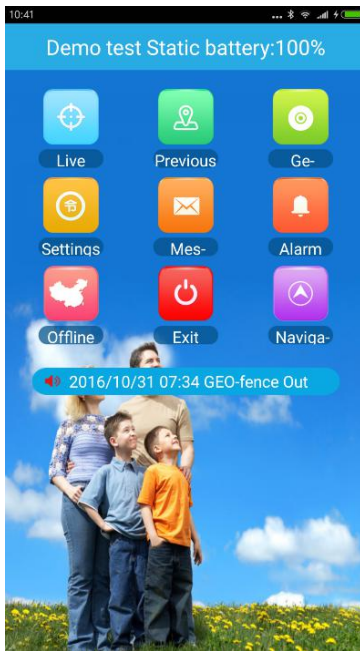 10:41
Demo test Static battery:100%
Live
Previous
Ge-
Settings
Mes-
Alarm
Offline
Exit
Naviga-
2016/10/31 07:34 GEO-fence Out